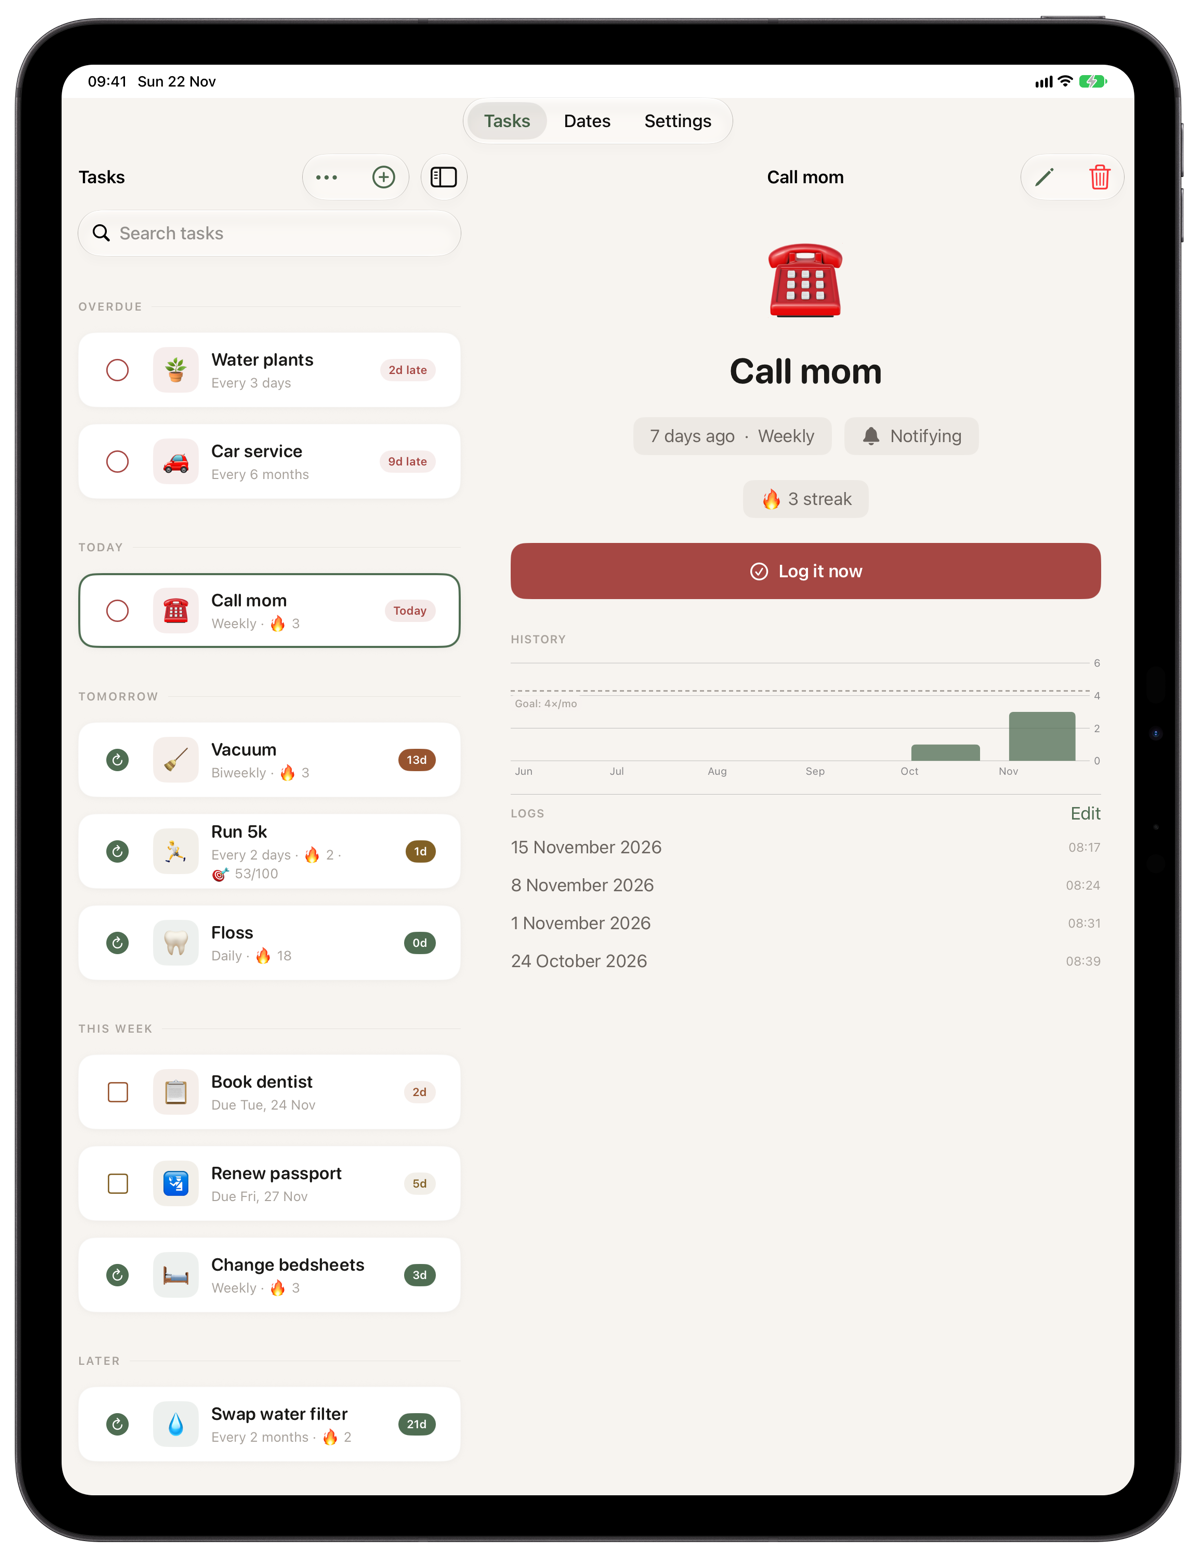 09:41 Sun 22 Nov
Tasks Dates Settings
Tasks
Search tasks
OVERDUE
Water plants
Every 3 days
2d late
Car service
Every 6 months
9d late
TODAY
Call mom
Weekly · 🔥 3
Today
TOMORROW
Vacuum
Biweekly · 🔥 3
13d
Run 5k
Every 2 days · 🔥 2 ·
🎯 53/100
1d
Floss
Daily · 🔥 18
0d
THIS WEEK
Book dentist
Due Tue, 24 Nov
2d
Renew passport
Due Fri, 27 Nov
5d
Change bedsheets
Weekly · 🔥 3
3d
LATER
Swap water filter
Every 2 months · 🔥 2
21d
Call mom
Call mom
7 days ago · Weekly
Notifying
🔥 3 streak
Log it now
HISTORY
6
4
Goal: 4×/mo
2
0
Jun Jul Aug Sep Oct Nov
LOGS
Edit
15 November 2026 08:17
8 November 2026 08:24
1 November 2026 08:31
24 October 2026 08:39